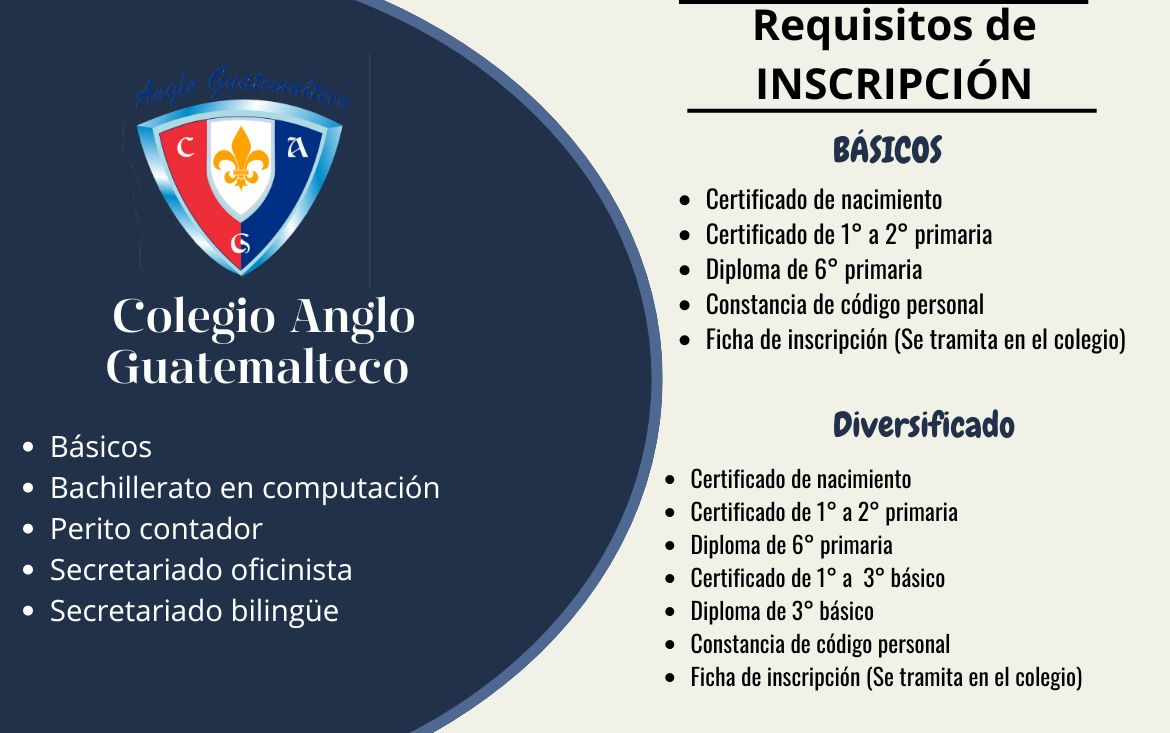 Anglo Guatemalteco
C A
G
Colegio Anglo
Guatemalteco
Básicos
Bachillerato en computación
Perito contador
Secretariado oficinista
Secretariado bilingüe
Requisitos de
INSCRIPCIÓN
BÁSICOS
Certificado de nacimiento
Certificado de 1° a 2° primaria
Diploma de 6° primaria
Constancia de código personal
Ficha de inscripción (Se tramita en el colegio)
Diversificado
Certificado de nacimiento
Certificado de 1° a 2° primaria
Diploma de 6° primaria
Certificado de 1° a  3° básico
Diploma de 3° básico
Constancia de código personal
Ficha de inscripción (Se tramita en el colegio)